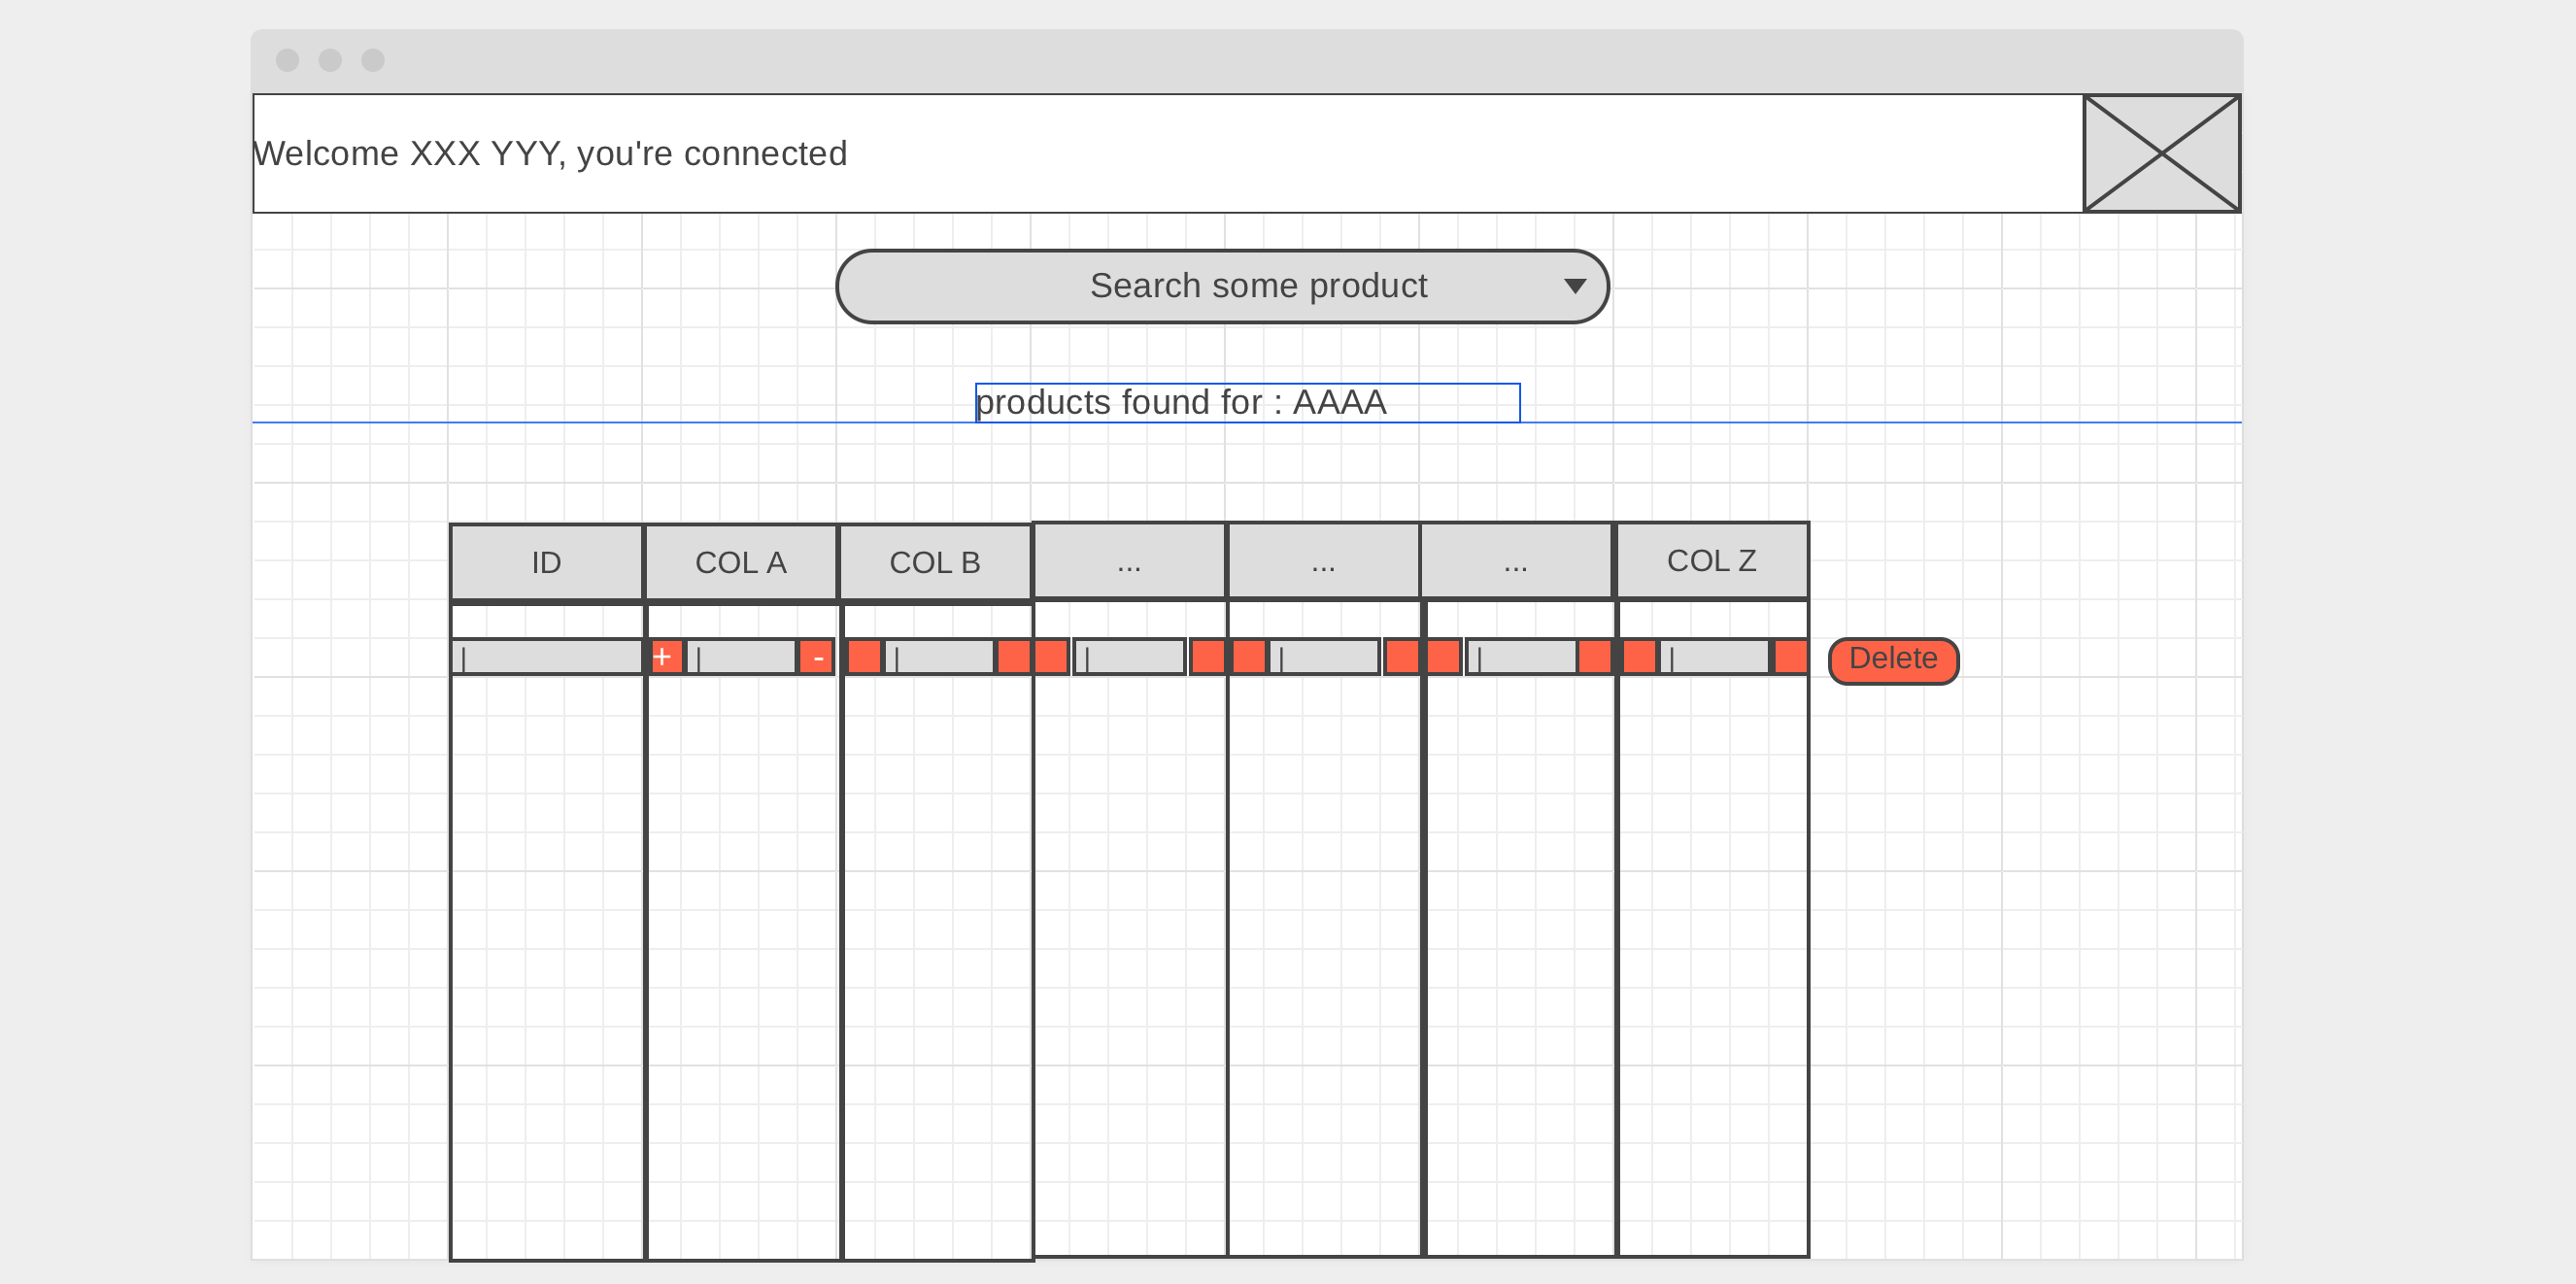 Welcome XXX YYY, you're connected
Search some product
products found for : AAAA
ID COL A COL B ... ... ... COL Z
| + | - | | | | | Delete